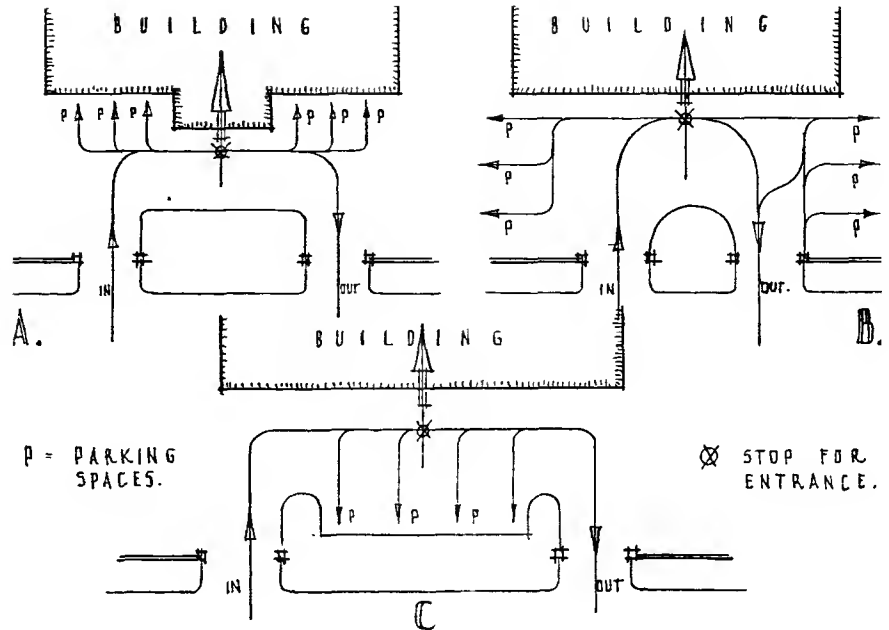 BUILDING
P P P P P P
IN OUT
A.
BUILDING
P P
P P
P P
IN OUT.
B.
BUILDING
P = PARKING
SPACES.
STOP FOR
ENTRANCE.
P P P
IN OUT
C